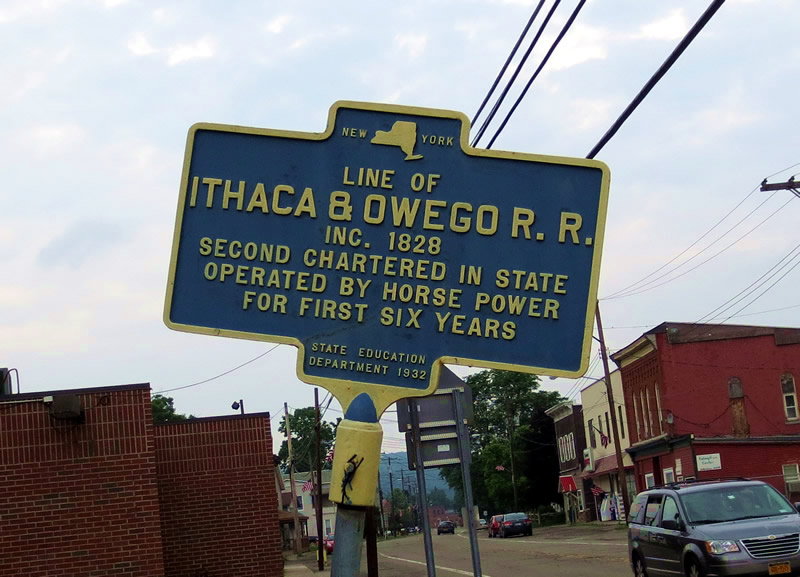 NEW YORK
LINE OF
ITHACA & OWEGO R. R.
INC. 1828
SECOND CHARTERED IN STATE
OPERATED BY HORSE POWER
FOR FIRST SIX YEARS
STATE EDUCATION
DEPARTMENT 1932